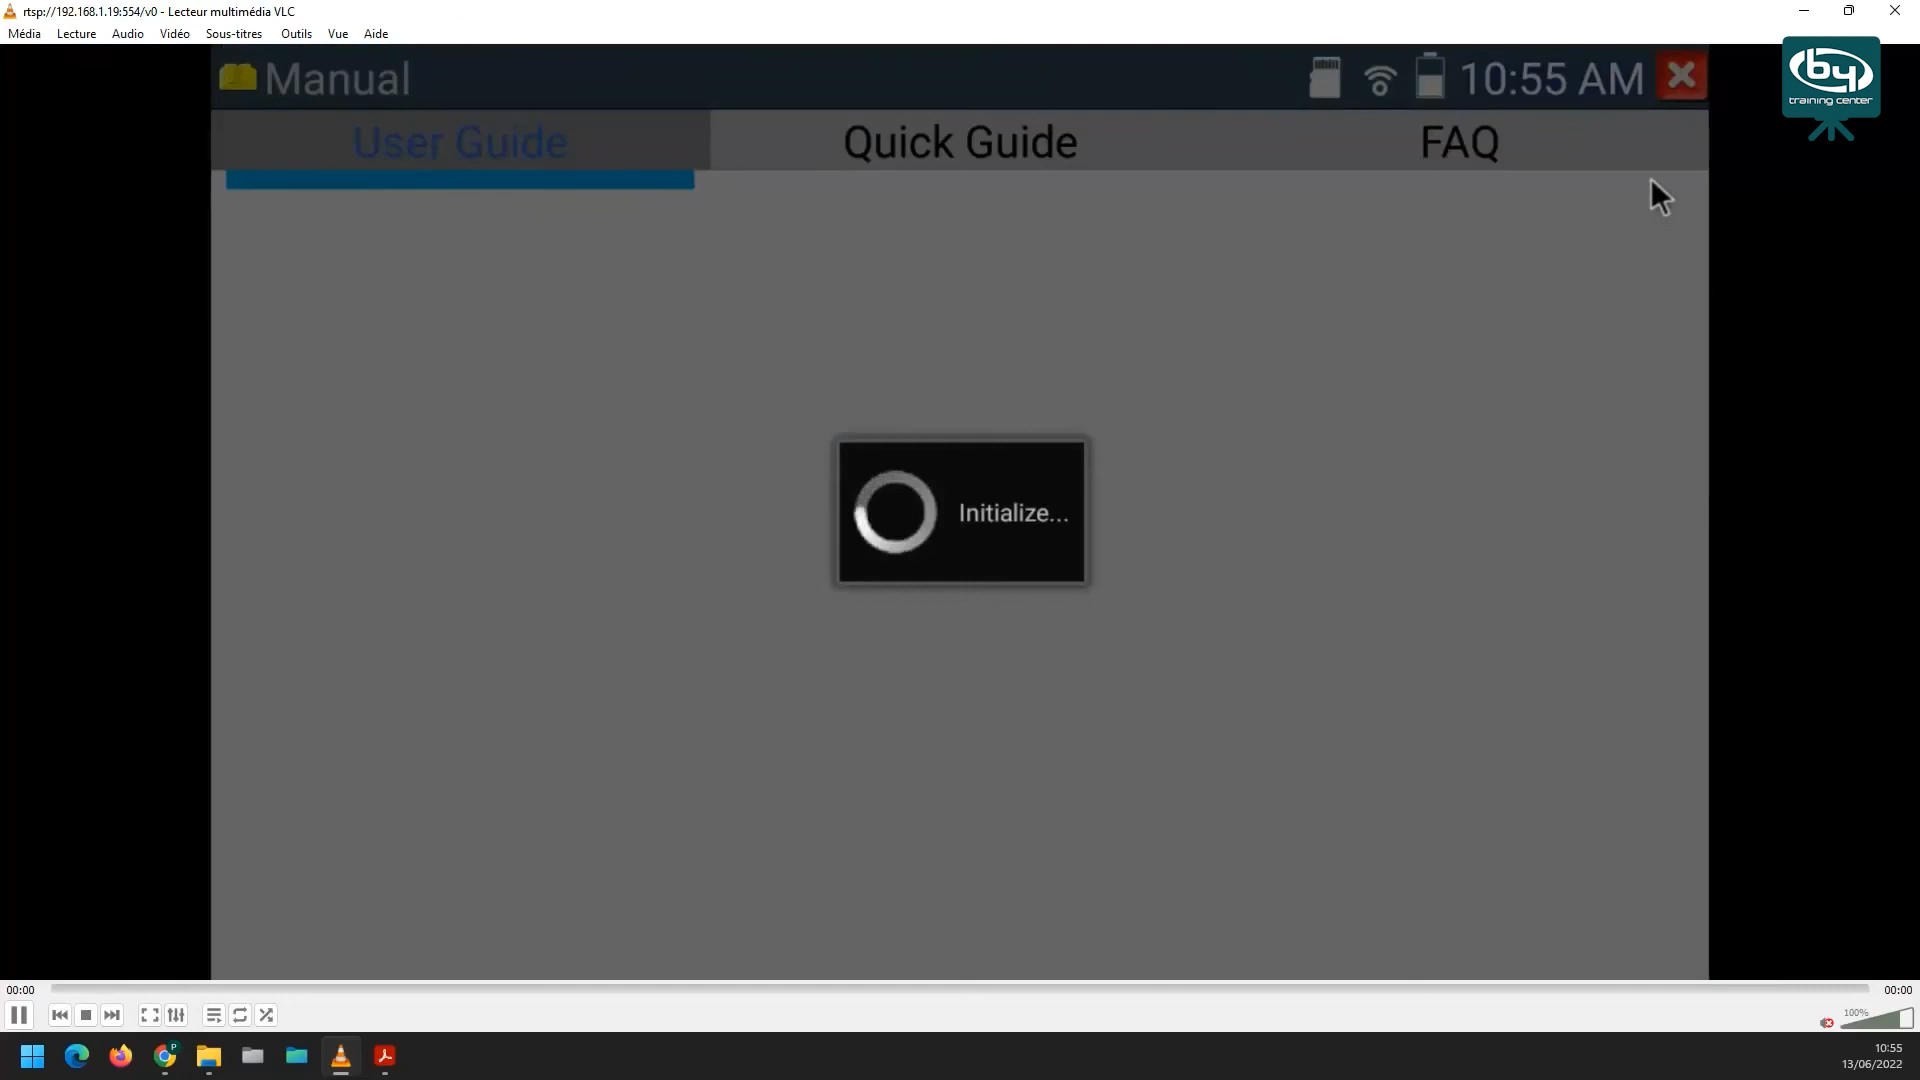 rtsp://192.168.1.19:554/v0 - Lecteur multimédia VLC
Média Lecture Audio Vidéo Sous-titres Outils Vue Aide
by
training center
Manual 10:55 AM
User Guide Quick Guide FAQ
Initialize...
00:00 00:00
100%
P
10:55
13/06/2022